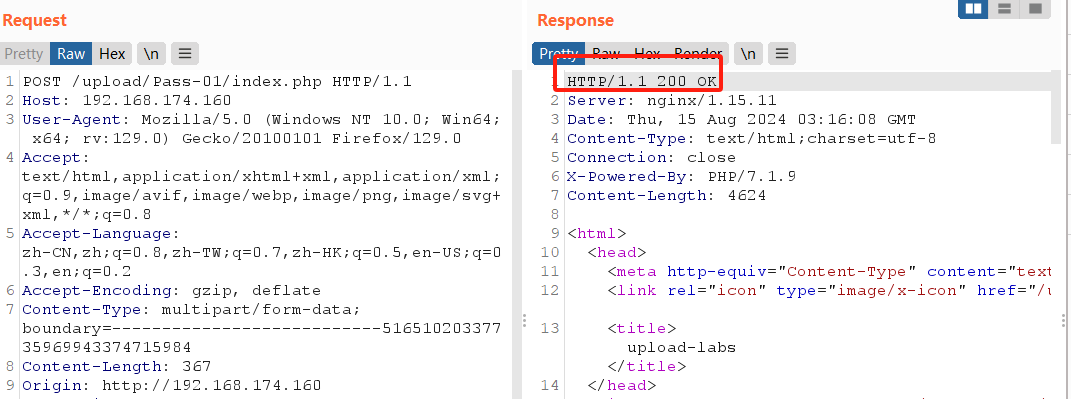 Request
Response
Pretty Raw Hex \n
Pretty Raw Hex Render \n
1 POST /upload/Pass-01/index.php HTTP/1.1
2 Host: 192.168.174.160
3 User-Agent: Mozilla/5.0 (Windows NT 10.0; Win64;
x64; rv:129.0) Gecko/20100101 Firefox/129.0
4 Accept:
text/html,application/xhtml+xml,application/xml;
q=0.9,image/avif,image/webp,image/png,image/svg+
xml,*/*;q=0.8
5 Accept-Language:
zh-CN,zh;q=0.8,zh-TW;q=0.7,zh-HK;q=0.5,en-US;q=0
.3,en;q=0.2
6 Accept-Encoding: gzip, deflate
7 Content-Type: multipart/form-data;
boundary=---------------------------516510203377
35969943374715984
8 Content-Length: 367
9 Origin: http://192.168.174.160
1 HTTP/1.1 200 OK
2 Server: nginx/1.15.11
3 Date: Thu, 15 Aug 2024 03:16:08 GMT
4 Content-Type: text/html;charset=utf-8
5 Connection: close
6 X-Powered-By: PHP/7.1.9
7 Content-Length: 4624
8
9 <html>
10 <head>
11 <meta http-equiv="Content-Type" content="text
12 <link rel="icon" type="image/x-icon" href="/u
13 <title>
upload-labs
</title>
14 </head>